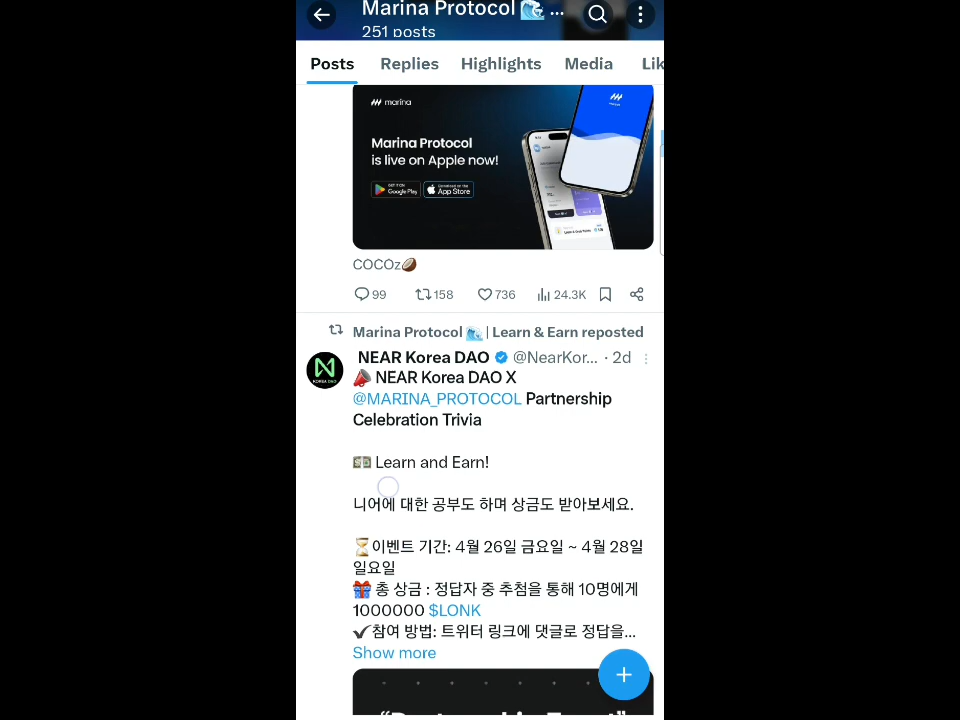 Marina Protocol 🌊 ...
251 posts
Posts Replies Highlights Media Lik
marina
Marina Protocol
is live on Apple now!
GET IT ON Google Play Download on the App Store
COCOz🥥
99 158 736 24.3K
Marina Protocol 🌊 | Learn & Earn reposted
NEAR Korea DAO @NearKor... · 2d
KOREA DAO
📣 NEAR Korea DAO X
@MARINA_PROTOCOL Partnership
Celebration Trivia
💵 Learn and Earn!
니어에 대한 공부도 하며 상금도 받아보세요.
⏳이벤트 기간: 4월 26일 금요일 ~ 4월 28일
일요일
🎁 총 상금 : 정답자 중 추첨을 통해 10명에게
1000000 $LONK
✔️참여 방법: 트위터 링크에 댓글로 정답을...
Show more